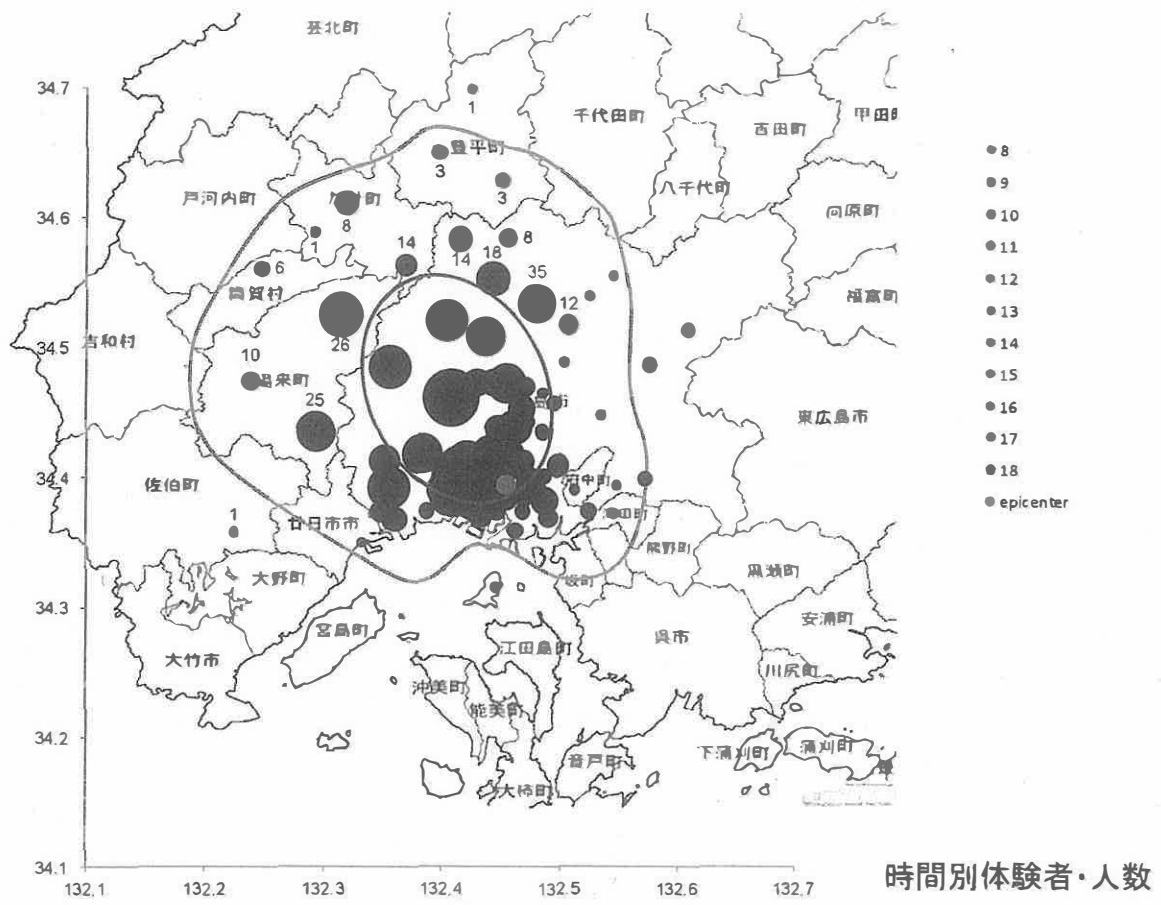 芸北町
34.7
1
千代田町
吉田町
豊平町
3
3
八千代町
8
9
10
11
12
13
14
15
16
17
18
epicenter
戸河内町
向原町
34.6
8
1
8
14
14
18
35
12
6
筒賀村
福富町
26
34.5
吉和村
10
湯来町
25
東広島市
34.4
佐伯町
府中町
1
廿日市市
熊野町
黒瀬町
大野町
坂町
34.3
宮島町
安浦町
呉市
江田島町
大竹市
川尻町
沖美町
能美町
34.2
下蒲刈町
蒲刈町
音戸町
大柿町
34.1
132.1
132.2
132.3
132.4
132.5
132.6
132.7
時間別体験者・人数